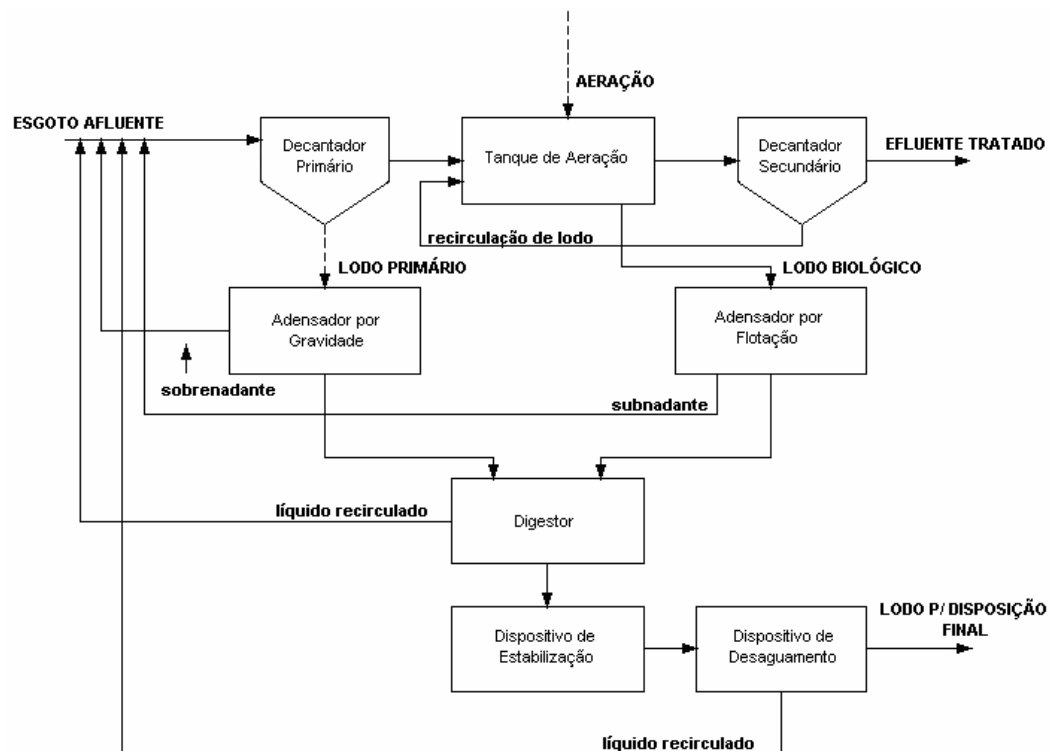 AERAÇÃO
ESGOTO AFLUENTE
Decantador
Primário
Tanque de Aeração
Decantador
Secundário
EFLUENTE TRATADO
recirculação de lodo
LODO PRIMÁRIO
LODO BIOLÓGICO
Adensador por
Gravidade
Adensador por
Flotação
sobrenadante
subnadante
líquido recirculado
Digestor
Dispositivo de
Estabilização
Dispositivo de
Desaguamento
LODO P/ DISPOSIÇÃO
FINAL
líquido recirculado